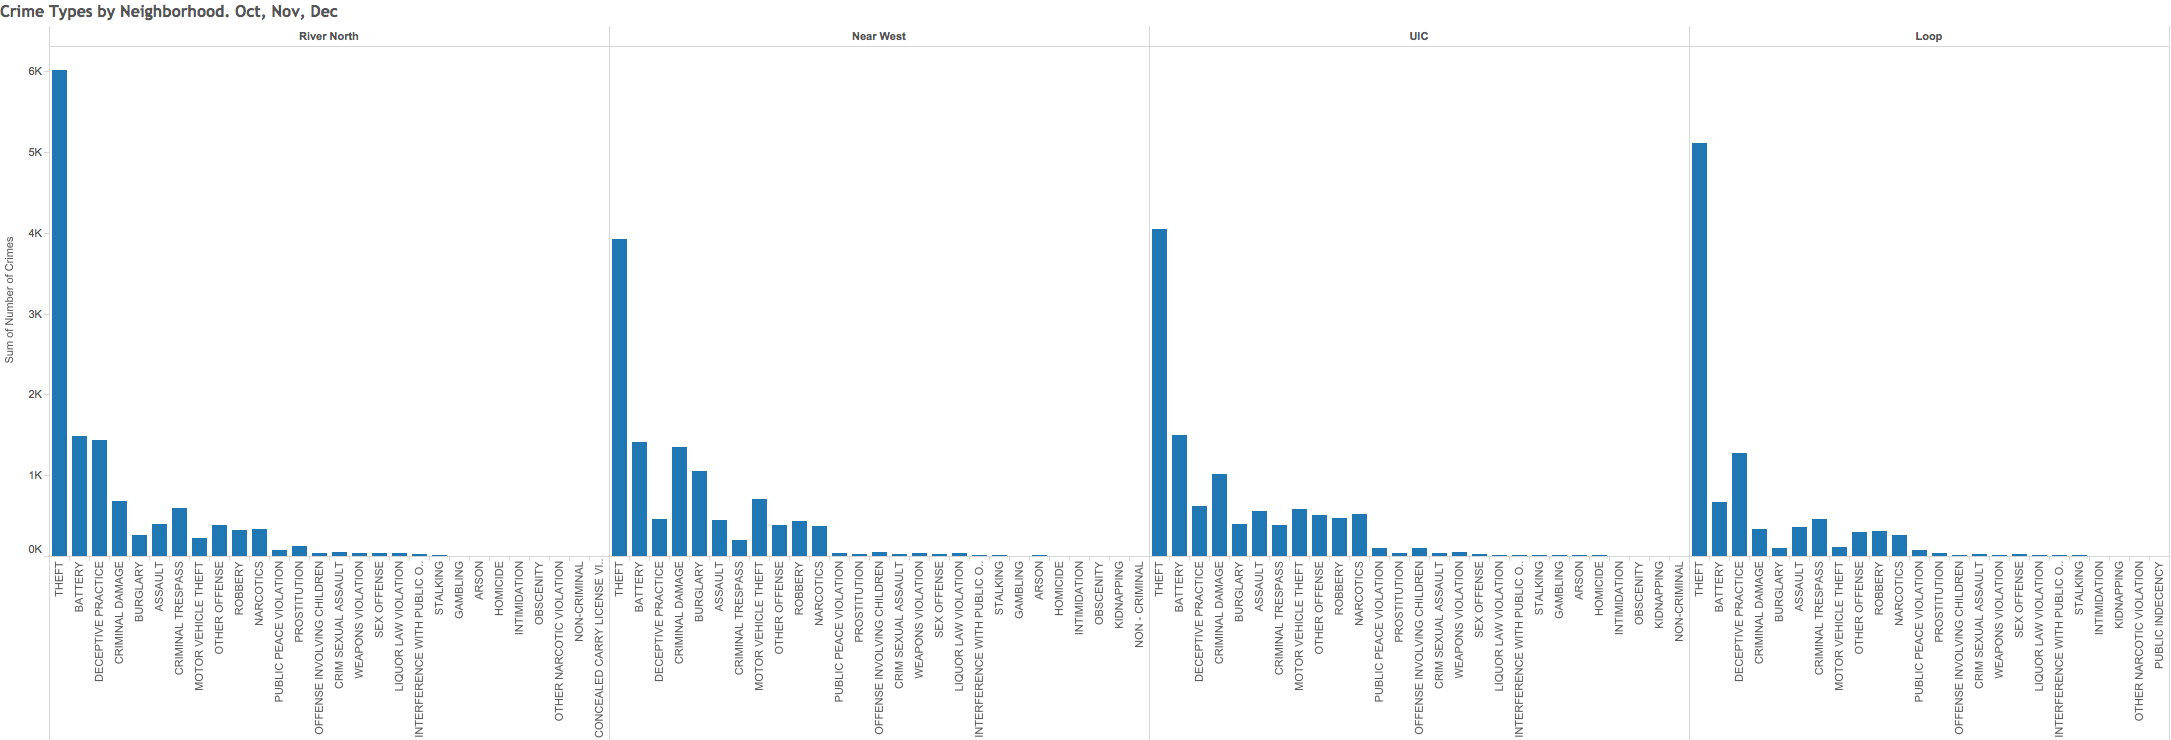 Crime Types by Neighborhood. Oct, Nov, Dec
River North
Near West
UIC
Loop
Sum of Number of Crimes
6K
5K
4K
3K
2K
1K
0K
THEFT
BATTERY
DECEPTIVE PRACTICE
CRIMINAL DAMAGE
BURGLARY
ASSAULT
CRIMINAL TRESPASS
MOTOR VEHICLE THEFT
OTHER OFFENSE
ROBBERY
NARCOTICS
PUBLIC PEACE VIOLATION
PROSTITUTION
OFFENSE INVOLVING CHILDREN
CRIM SEXUAL ASSAULT
WEAPONS VIOLATION
SEX OFFENSE
LIQUOR LAW VIOLATION
INTERFERENCE WITH PUBLIC O..
STALKING
GAMBLING
ARSON
HOMICIDE
INTIMIDATION
OBSCENITY
OTHER NARCOTIC VIOLATION
NON-CRIMINAL
CONCEALED CARRY LICENSE VI..
THEFT
BATTERY
DECEPTIVE PRACTICE
CRIMINAL DAMAGE
BURGLARY
ASSAULT
CRIMINAL TRESPASS
MOTOR VEHICLE THEFT
OTHER OFFENSE
ROBBERY
NARCOTICS
PUBLIC PEACE VIOLATION
PROSTITUTION
OFFENSE INVOLVING CHILDREN
CRIM SEXUAL ASSAULT
WEAPONS VIOLATION
SEX OFFENSE
LIQUOR LAW VIOLATION
INTERFERENCE WITH PUBLIC O..
STALKING
GAMBLING
ARSON
HOMICIDE
INTIMIDATION
OBSCENITY
KIDNAPPING
NON - CRIMINAL
THEFT
BATTERY
DECEPTIVE PRACTICE
CRIMINAL DAMAGE
BURGLARY
ASSAULT
CRIMINAL TRESPASS
MOTOR VEHICLE THEFT
OTHER OFFENSE
ROBBERY
NARCOTICS
PUBLIC PEACE VIOLATION
PROSTITUTION
OFFENSE INVOLVING CHILDREN
CRIM SEXUAL ASSAULT
WEAPONS VIOLATION
SEX OFFENSE
LIQUOR LAW VIOLATION
INTERFERENCE WITH PUBLIC O..
STALKING
GAMBLING
ARSON
HOMICIDE
INTIMIDATION
OBSCENITY
KIDNAPPING
NON-CRIMINAL
THEFT
BATTERY
DECEPTIVE PRACTICE
CRIMINAL DAMAGE
BURGLARY
ASSAULT
CRIMINAL TRESPASS
MOTOR VEHICLE THEFT
OTHER OFFENSE
ROBBERY
NARCOTICS
PUBLIC PEACE VIOLATION
PROSTITUTION
OFFENSE INVOLVING CHILDREN
CRIM SEXUAL ASSAULT
WEAPONS VIOLATION
SEX OFFENSE
LIQUOR LAW VIOLATION
INTERFERENCE WITH PUBLIC O..
STALKING
INTIMIDATION
KIDNAPPING
OTHER NARCOTIC VIOLATION
PUBLIC INDECENCY